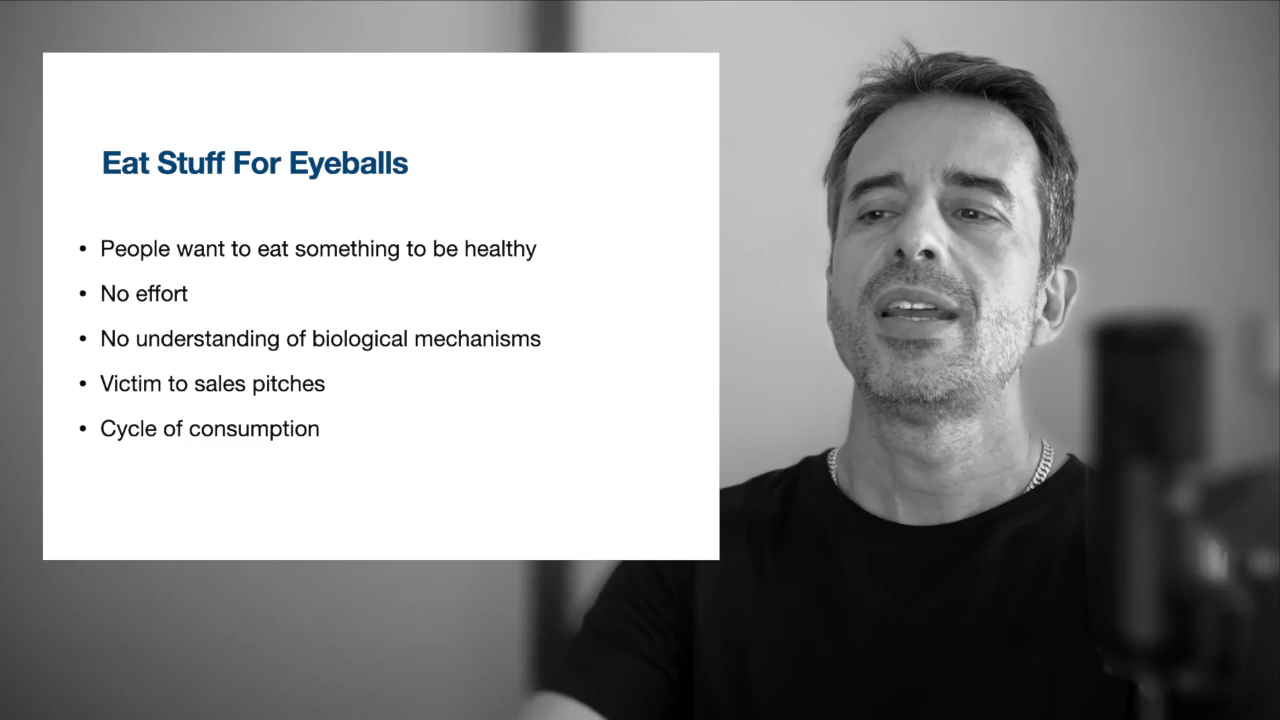 Eat Stuff For Eyeballs
• People want to eat something to be healthy
• No effort
• No understanding of biological mechanisms
• Victim to sales pitches
• Cycle of consumption